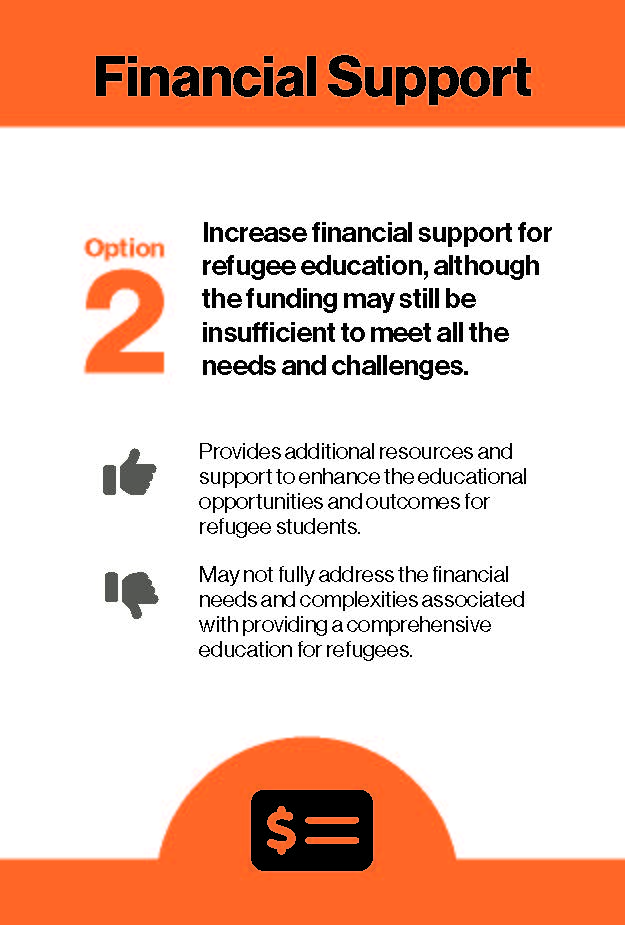 Financial Support
Option
2
Increase financial support for
refugee education, although
the funding may still be
insufficient to meet all the
needs and challenges.
Provides additional resources and
support to enhance the educational
opportunities and outcomes for
refugee students.
May not fully address the financial
needs and complexities associated
with providing a comprehensive
education for refugees.
$